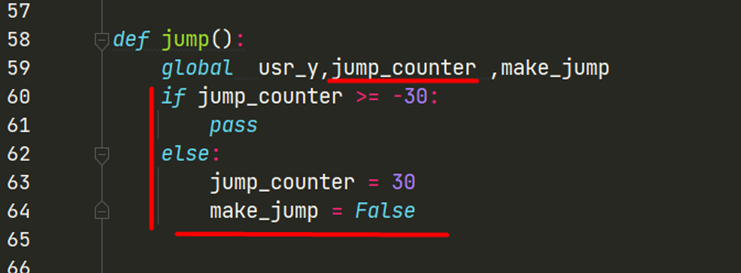 57
58 def jump():
59 global usr_y,jump_counter ,make_jump
60 if jump_counter >= -30:
61 pass
62 else:
63 jump_counter = 30
64 make_jump = False
65
66